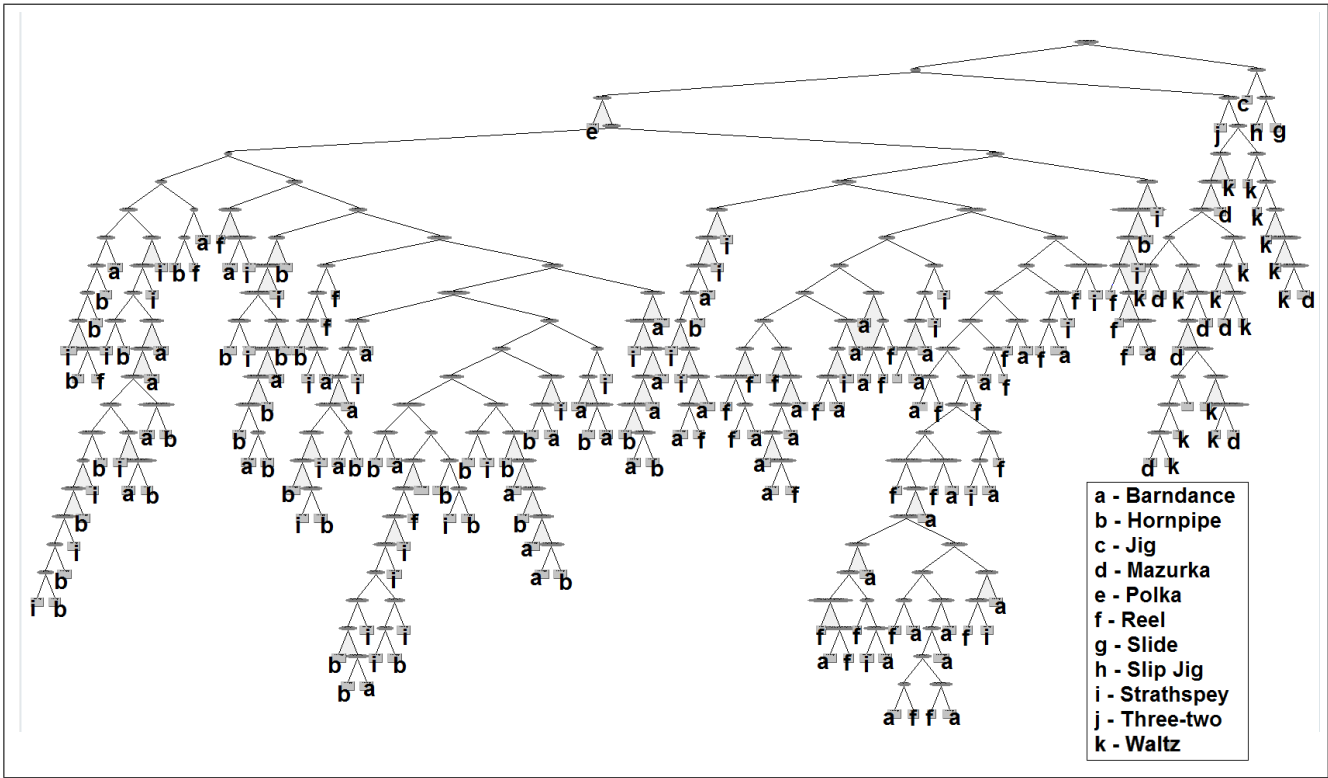 c
e j h g
k k
i d k
a f i b k
a i b f a i b i i k k
b i i f a i f i f k d k k k d
b f b a i i f d d k
i i b a b i b b a i i a f a f a f a f a d
b f a a i a i i a i f f a i a f a f
b a i a a a f a f a a f f k
a b b b a b a b a f f a a k k d
b i a b i a b b a b i b a b a f d k
i a b b b a a f f f a i a
b i b f i b b a
i i a
b i a b a
i b a
i i f f f a a f i
b i b a f i a a
b a
a f f a
a - Barndance
b - Hornpipe
c - Jig
d - Mazurka
e - Polka
f - Reel
g - Slide
h - Slip Jig
i - Strathspey
j - Three-two
k - Waltz